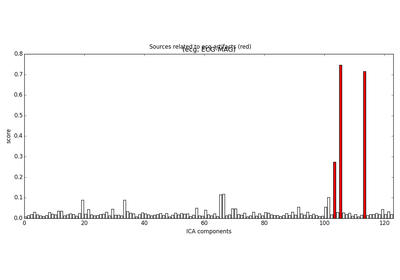 Sources related to ecg artifacts (red)
(ecg, ECG-MAG)
0.8
0.7
0.6
0.5
0.4
0.3
0.2
0.1
0.0
score
0 20 40 60 80 100 120
ICA components